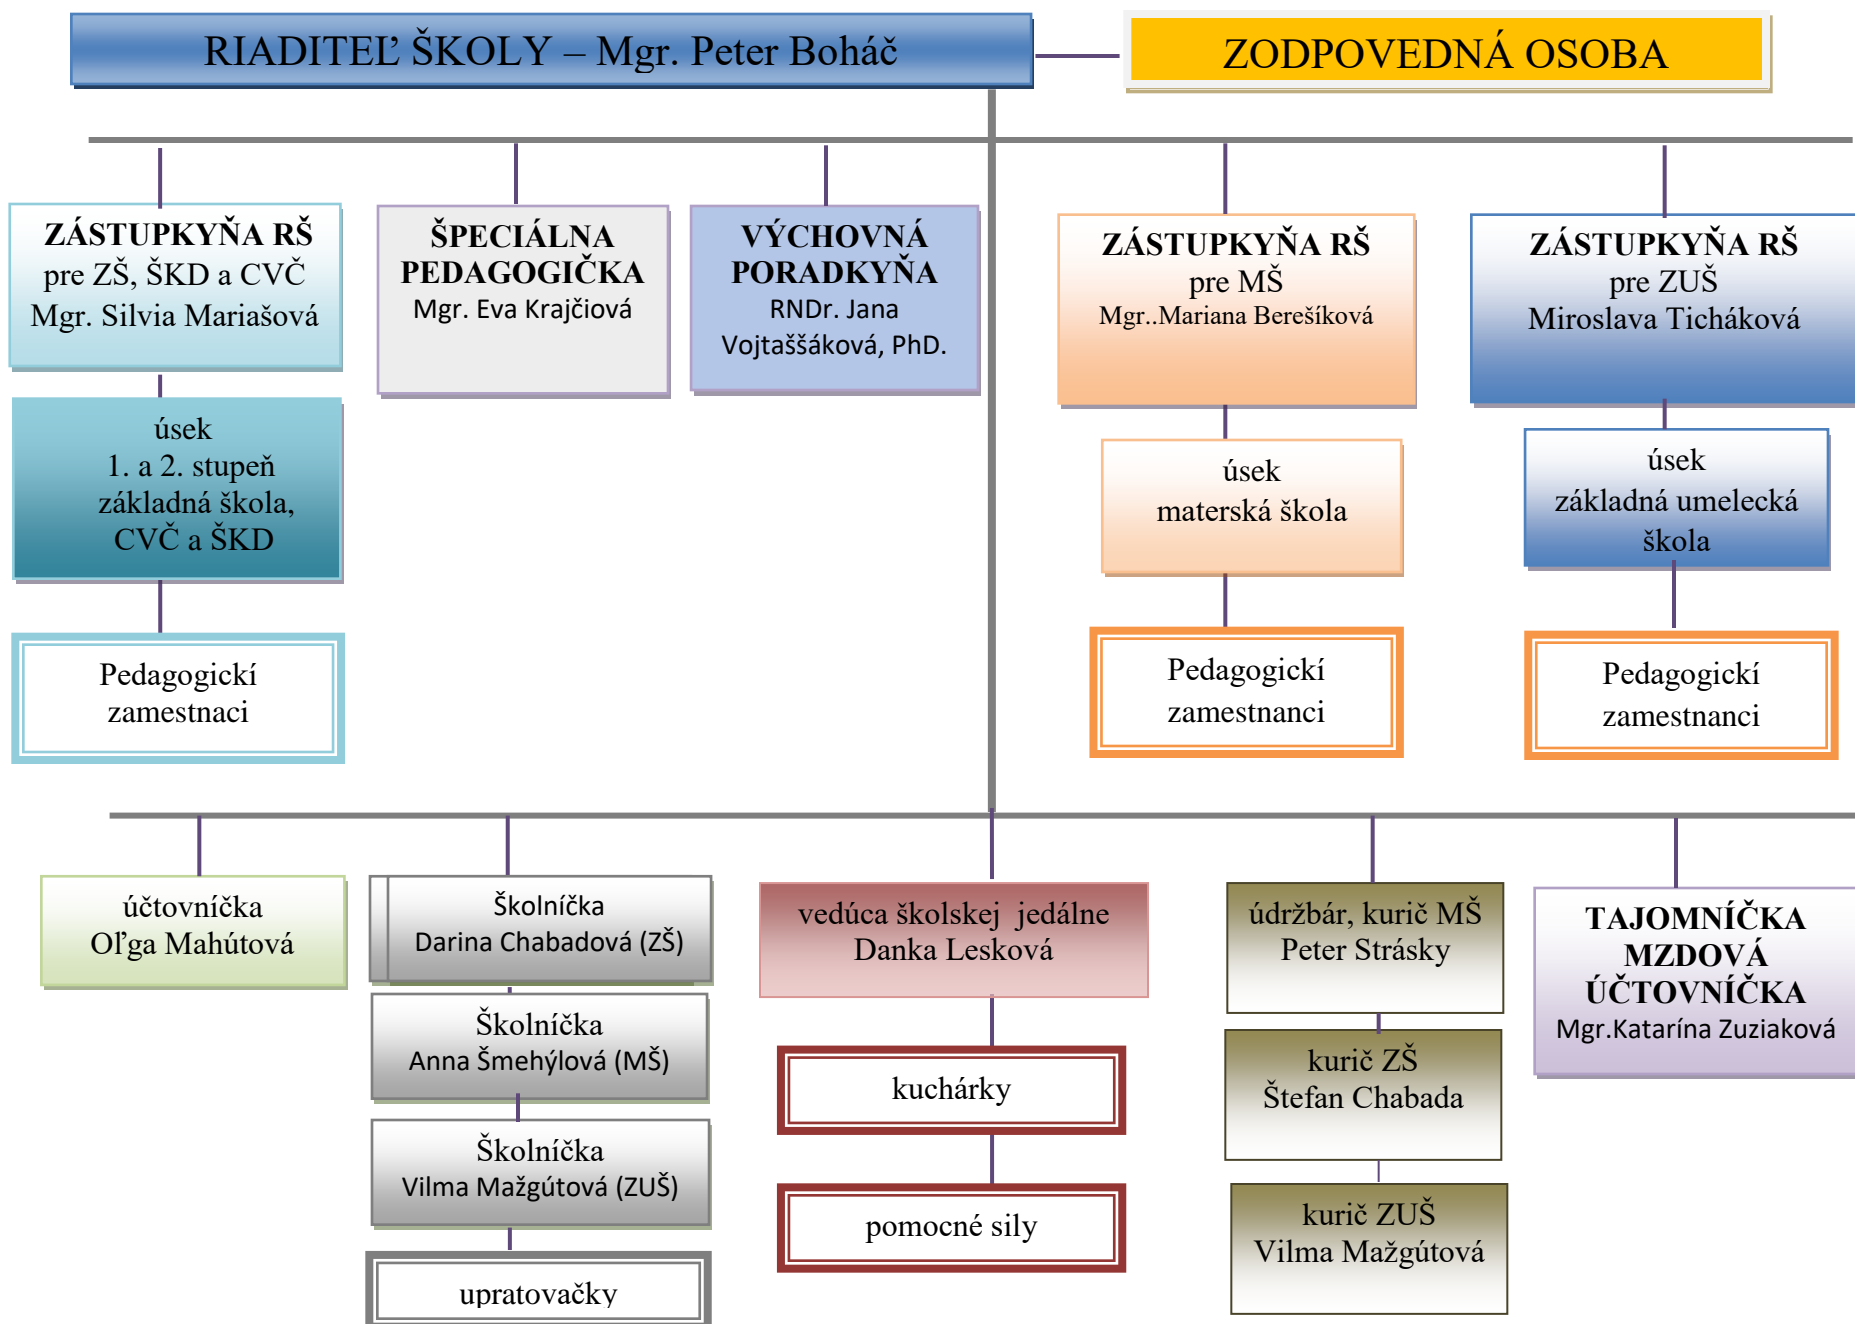 RIADITEĽ ŠKOLY – Mgr. Peter Boháč
ZODPOVEDNÁ OSOBA
ZÁSTUPKYŇA RŠ
pre ZŠ, ŠKD a CVČ
Mgr. Silvia Mariašová
ŠPECIÁLNA
PEDAGOGIČKA
Mgr. Eva Krajčiová
VÝCHOVNÁ
PORADKYŇA
RNDr. Jana
Vojtaššáková, PhD.
ZÁSTUPKYŇA RŠ
pre MŠ
Mgr..Mariana Berešíková
ZÁSTUPKYŇA RŠ
pre ZUŠ
Miroslava Ticháková
úsek
1. a 2. stupeň
základná škola,
CVČ a ŠKD
úsek
materská škola
úsek
základná umelecká
škola
Pedagogickí
zamestnaci
Pedagogickí
zamestnanci
Pedagogickí
zamestnanci
účtovníčka
Oľga Mahútová
Školníčka
Darina Chabadová (ZŠ)
Školníčka
Anna Šmehýlová (MŠ)
Školníčka
Vilma Mažgútová (ZUŠ)
upratovačky
vedúca školskej  jedálne
Danka Lesková
kuchárky
pomocné sily
údržbár, kurič MŠ
Peter Strásky
kurič ZŠ
Štefan Chabada
kurič ZUŠ
Vilma Mažgútová
TAJOMNÍČKA
MZDOVÁ
ÚČTOVNÍČKA
Mgr.Katarína Zuziaková